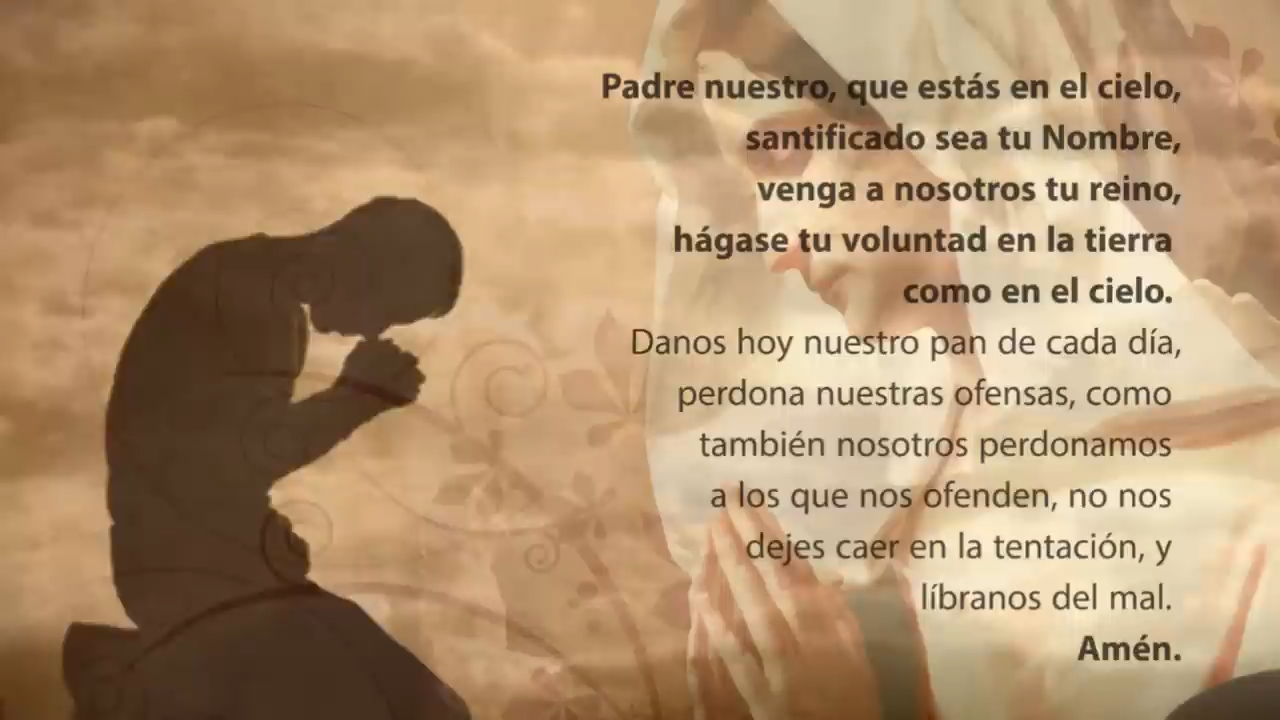 Padre nuestro, que estás en el cielo,
santificado sea tu Nombre,
venga a nosotros tu reino,
hágase tu voluntad en la tierra
como en el cielo.
Danos hoy nuestro pan de cada día,
perdona nuestras ofensas, como
también nosotros perdonamos
a los que nos ofenden, no nos
dejes caer en la tentación, y
líbranos del mal.
Amén.